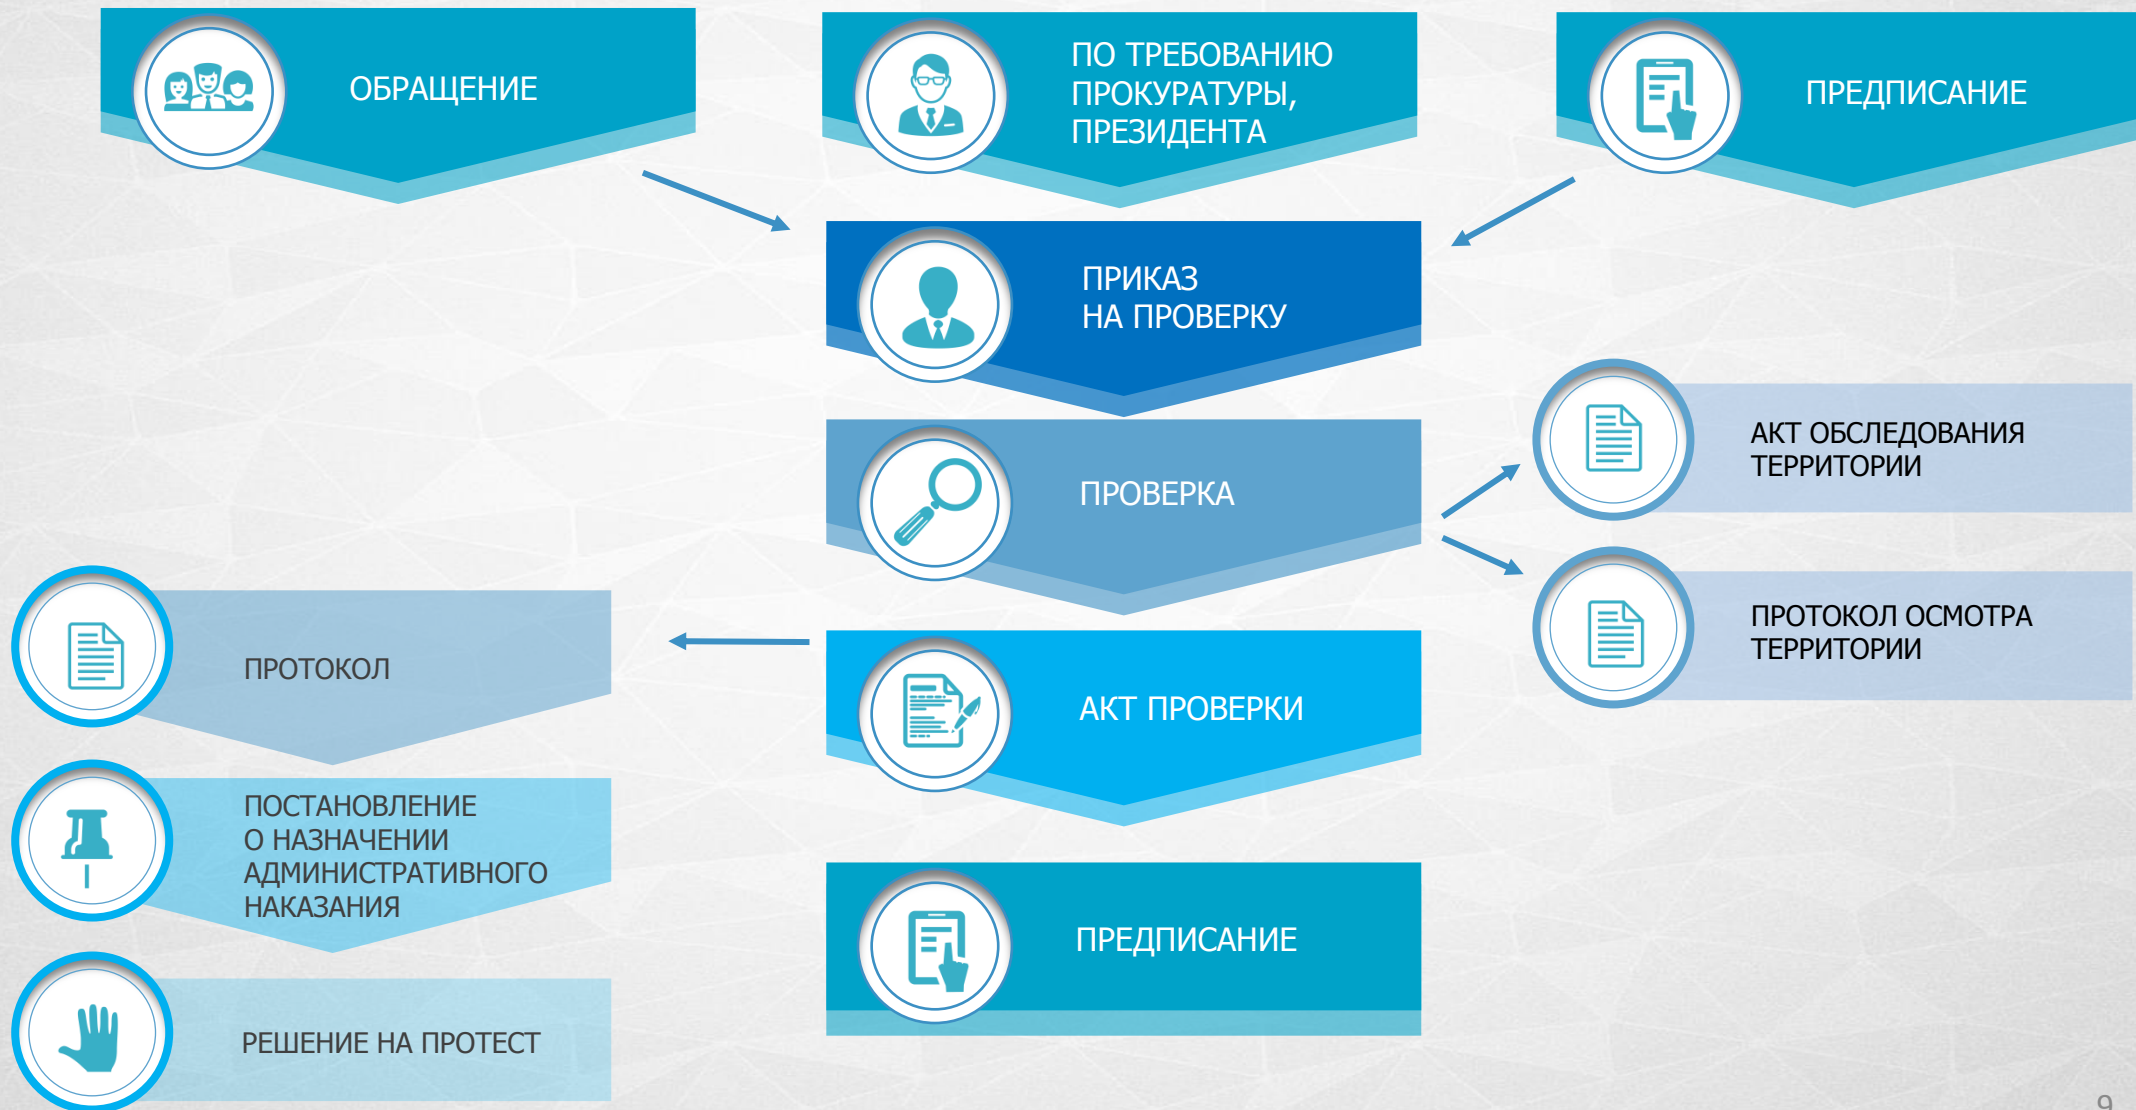 ОБРАЩЕНИЕ
ПО ТРЕБОВАНИЮ
ПРОКУРАТУРЫ,
ПРЕЗИДЕНТА
ПРЕДПИСАНИЕ
ПРИКАЗ
НА ПРОВЕРКУ
ПРОВЕРКА
АКТ ОБСЛЕДОВАНИЯ
ТЕРРИТОРИИ
ПРОТОКОЛ ОСМОТРА
ТЕРРИТОРИИ
АКТ ПРОВЕРКИ
ПРОТОКОЛ
ПОСТАНОВЛЕНИЕ
О НАЗНАЧЕНИИ
АДМИНИСТРАТИВНОГО
НАКАЗАНИЯ
РЕШЕНИЕ НА ПРОТЕСТ
ПРЕДПИСАНИЕ
9